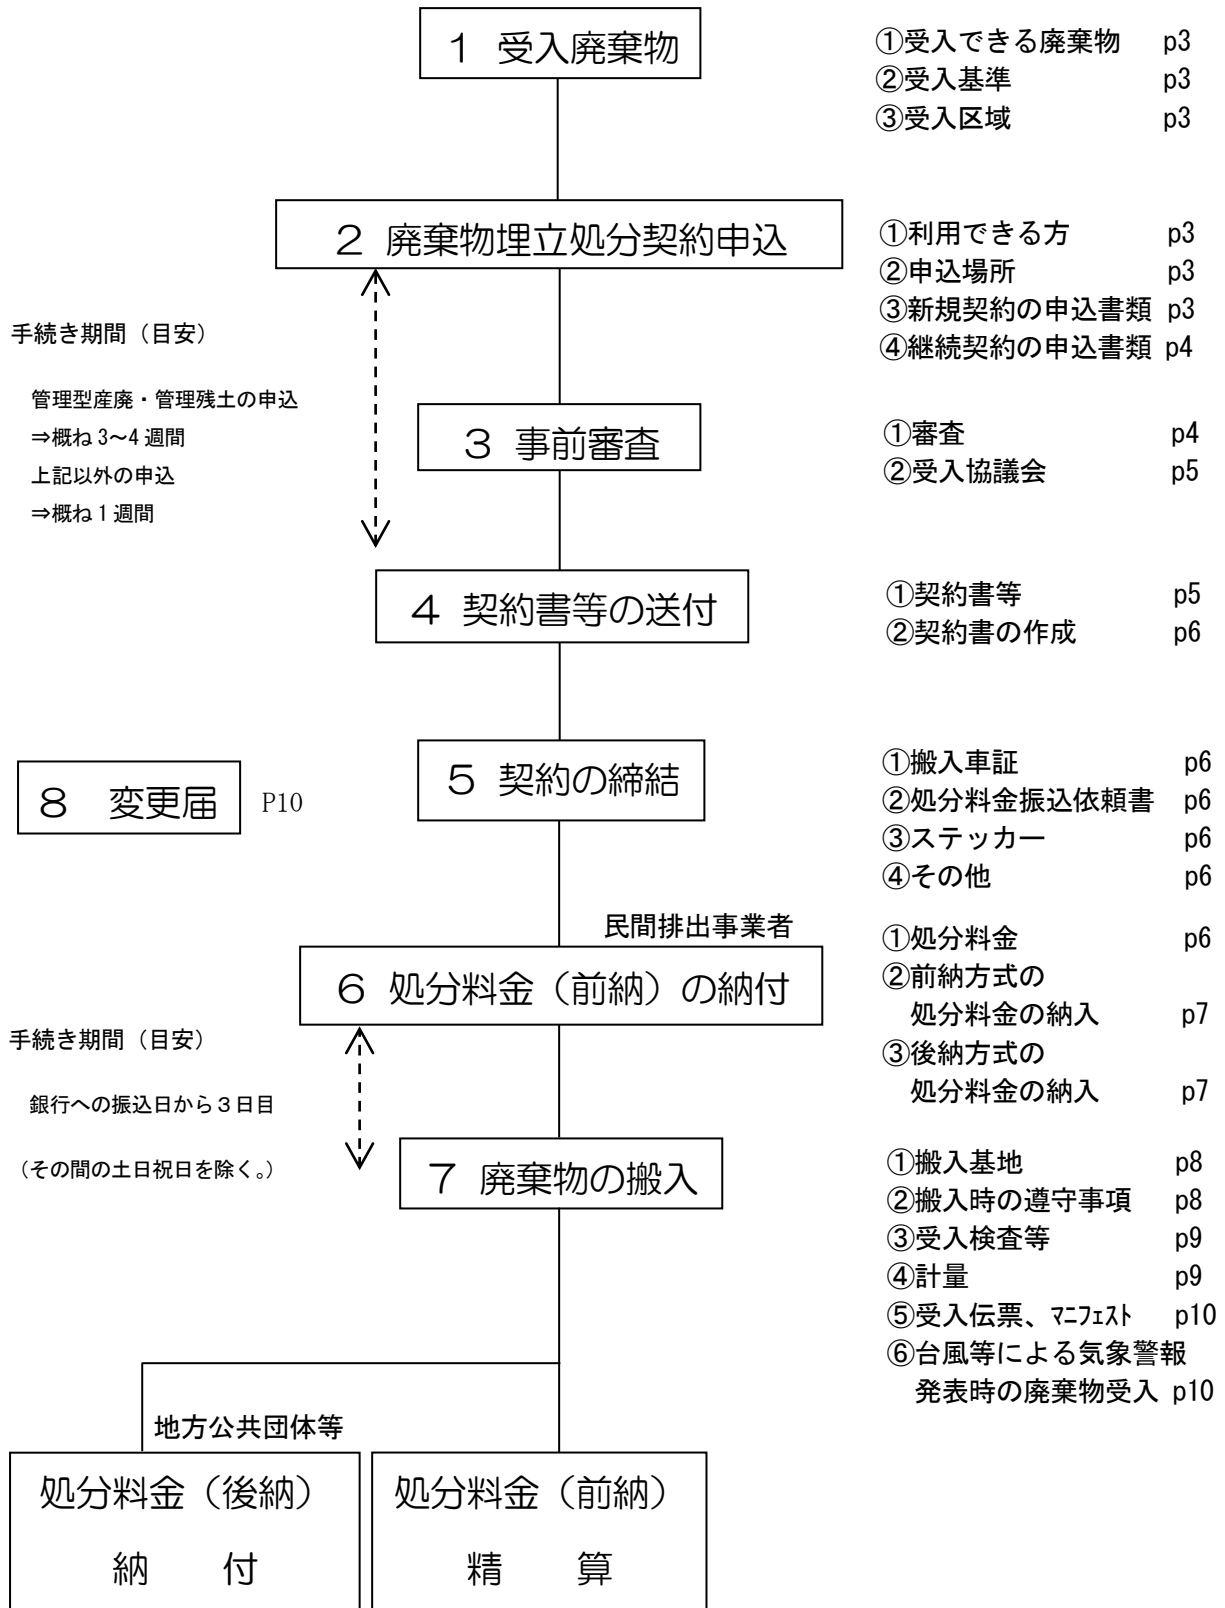 1 受入廃棄物
①受入できる廃棄物 p3
②受入基準 p3
③受入区域 p3
2 廃棄物埋立処分契約申込
①利用できる方 p3
②申込場所 p3
③新規契約の申込書類 p3
④継続契約の申込書類 p4
手続き期間（目安）
管理型産廃・管理残土の申込
⇒概ね3～4週間
上記以外の申込
⇒概ね1週間
3 事前審査
①審査 p4
②受入協議会 p5
4 契約書等の送付
①契約書等 p5
②契約書の作成 p6
5 契約の締結
①搬入車証 p6
②処分料金振込依頼書 p6
③ステッカー p6
④その他 p6
8 変更届 P10
民間排出事業者
6 処分料金（前納）の納付
①処分料金 p6
②前納方式の
処分料金の納入 p7
③後納方式の
処分料金の納入 p7
手続き期間（目安）
銀行への振込日から３日目
（その間の土日祝日を除く。）
7 廃棄物の搬入
①搬入基地 p8
②搬入時の遵守事項 p8
③受入検査等 p9
④計量 p9
⑤受入伝票、ﾏﾆﾌｪｽﾄ p10
⑥台風等による気象警報
発表時の廃棄物受入 p10
地方公共団体等
処分料金（後納）
納 付
処分料金（前納）
精 算